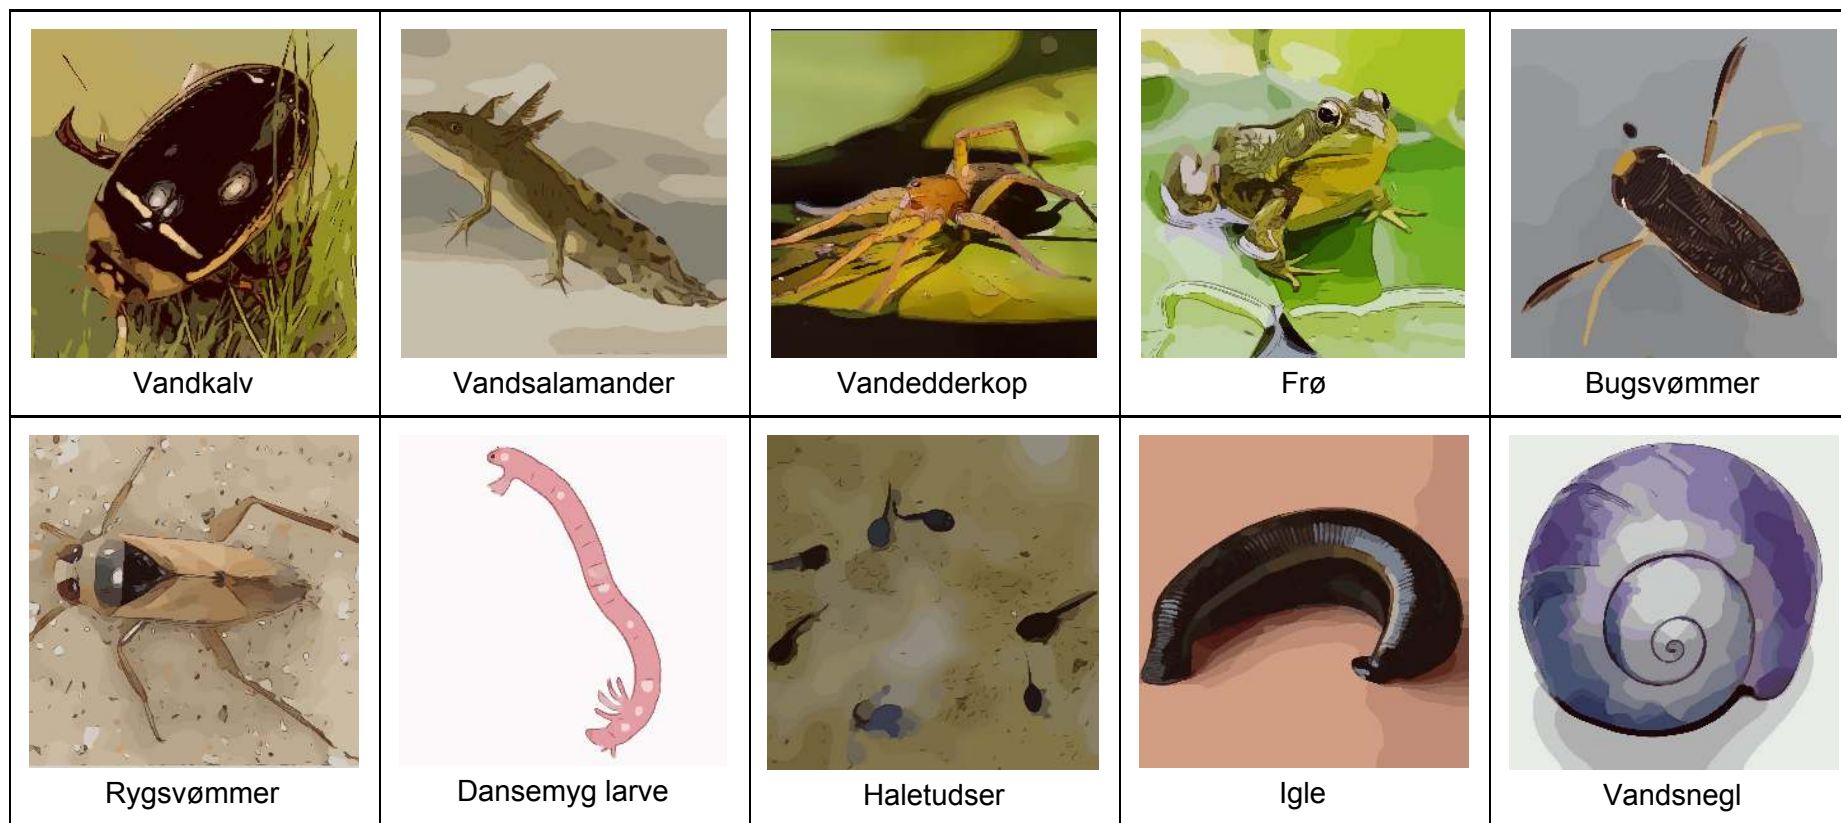 Vandkalv
Vandsalamander
Vandedderkop
Frø
Bugsvømmer
Rygsvømmer
Dansemyg larve
Haletudser
Igle
Vandsnegl